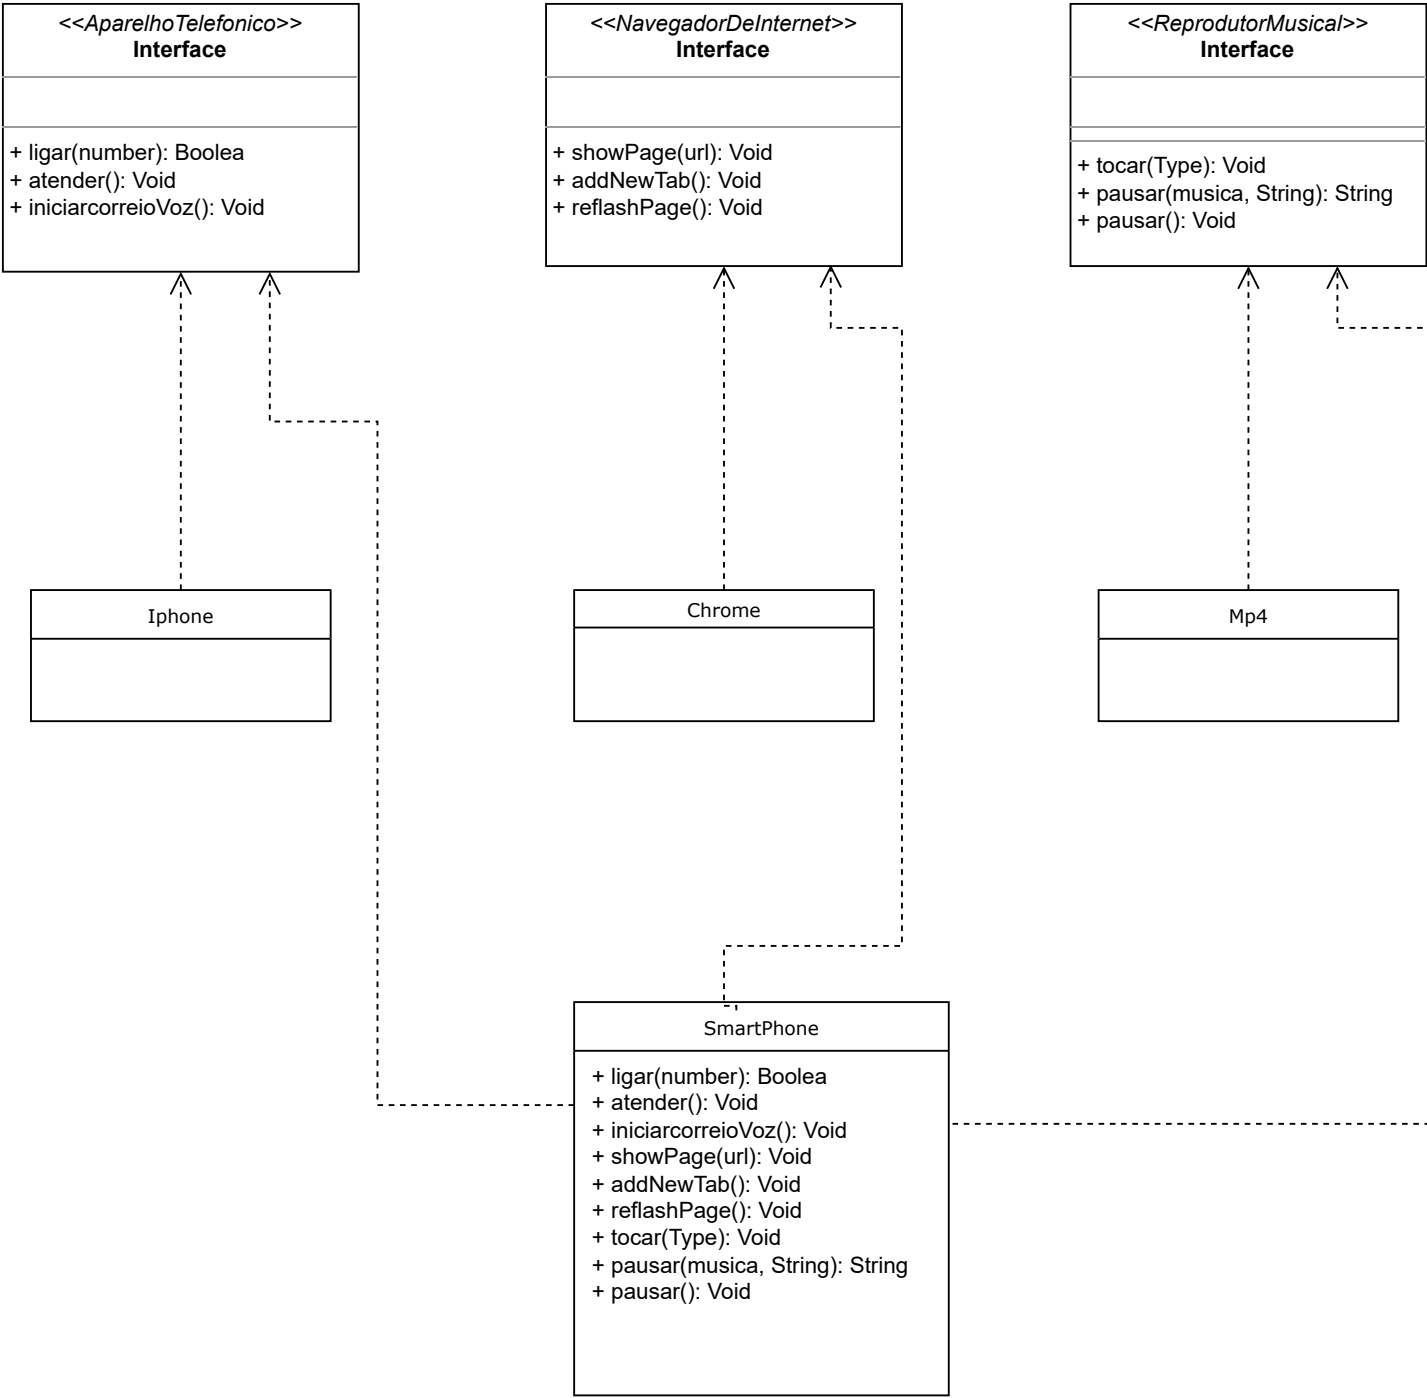 <<AparelhoTelefonico>>
Interface
+ ligar(number): Boolea
+ atender(): Void
+ iniciarcorreioVoz(): Void
<<NavegadorDeInternet>>
Interface
+ showPage(url): Void
+ addNewTab(): Void
+ reflashPage(): Void
<<ReprodutorMusical>>
Interface
+ tocar(Type): Void
+ pausar(musica, String): String
+ pausar(): Void
Iphone
Chrome
Mp4
SmartPhone
+ ligar(number): Boolea
+ atender(): Void
+ iniciarcorreioVoz(): Void
+ showPage(url): Void
+ addNewTab(): Void
+ reflashPage(): Void
+ tocar(Type): Void
+ pausar(musica, String): String
+ pausar(): Void